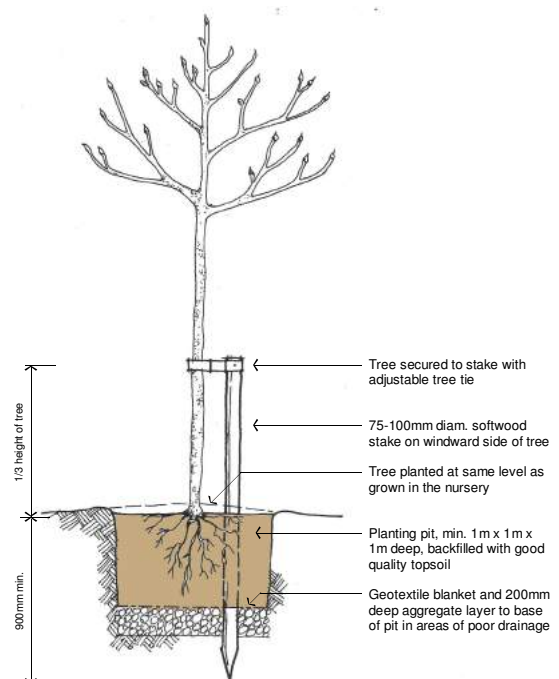 Tree secured to stake with
adjustable tree tie
75-100mm diam. softwood
stake on windward side of tree
Tree planted at same level as
grown in the nursery
Planting pit, min. 1m x 1m x
1m deep, backfilled with good
quality topsoil
Geotextile blanket and 200mm
deep aggregate layer to base
of pit in areas of poor drainage
1/3 height of tree
900mm min.